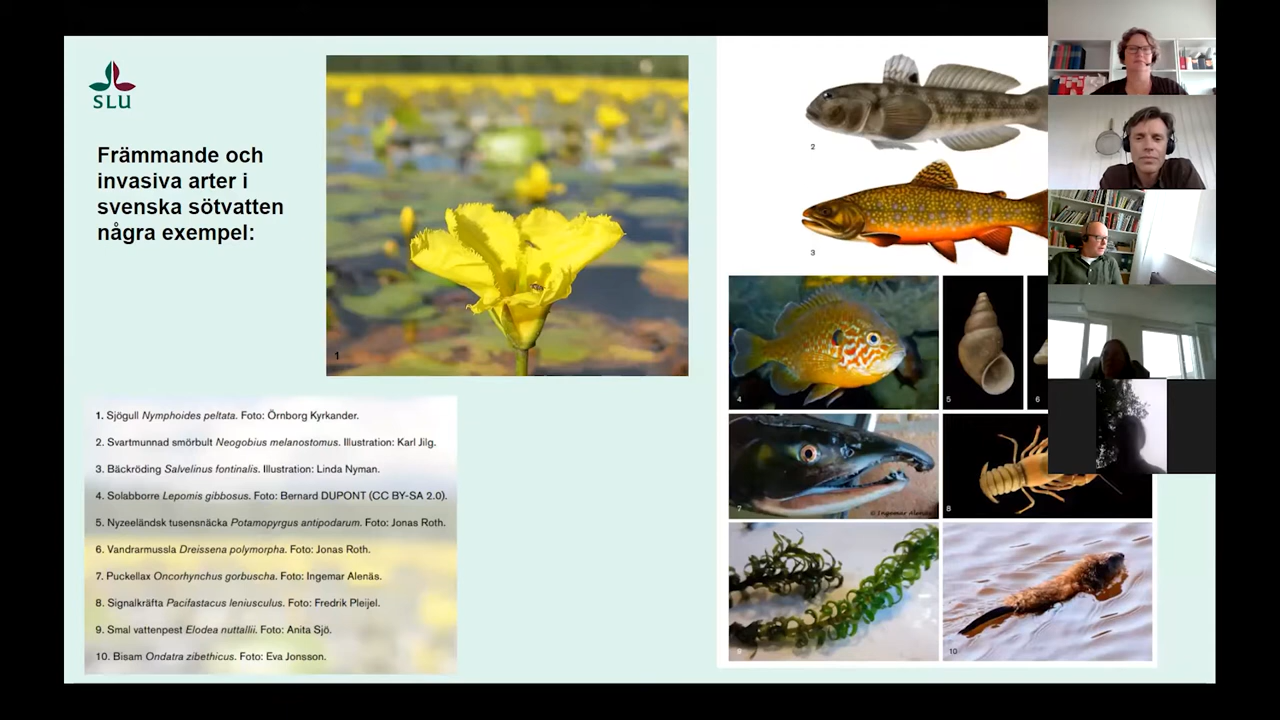 SLU
Främmande och
invasiva arter i
svenska sötvatten
några exempel:
1
1. Sjögull Nymphoides peltata. Foto: Örnborg Kyrkander.
2. Svartmunnad smörbult Neogobius melanostomus. Illustration: Karl Jilg.
3. Bäckröding Salvelinus fontinalis. Illustration: Linda Nyman.
4. Solabborre Lepomis gibbosus. Foto: Bernard DUPONT (CC BY-SA 2.0).
5. Nyzeeländsk tusensnäcka Potamopyrgus antipodarum. Foto: Jonas Roth.
6. Vandrarmussla Dreissena polymorpha. Foto: Jonas Roth.
7. Puckellax Oncorhynchus gorbuscha. Foto: Ingemar Alenäs.
8. Signalkräfta Pacifastacus leniusculus. Foto: Fredrik Pleijel.
9. Smal vattenpest Elodea nuttallii. Foto: Anita Sjö.
10. Bisam Ondatra zibethicus. Foto: Eva Jonsson.
2
3
4
5
6
7
© Ingemar Alenäs
8
9
10